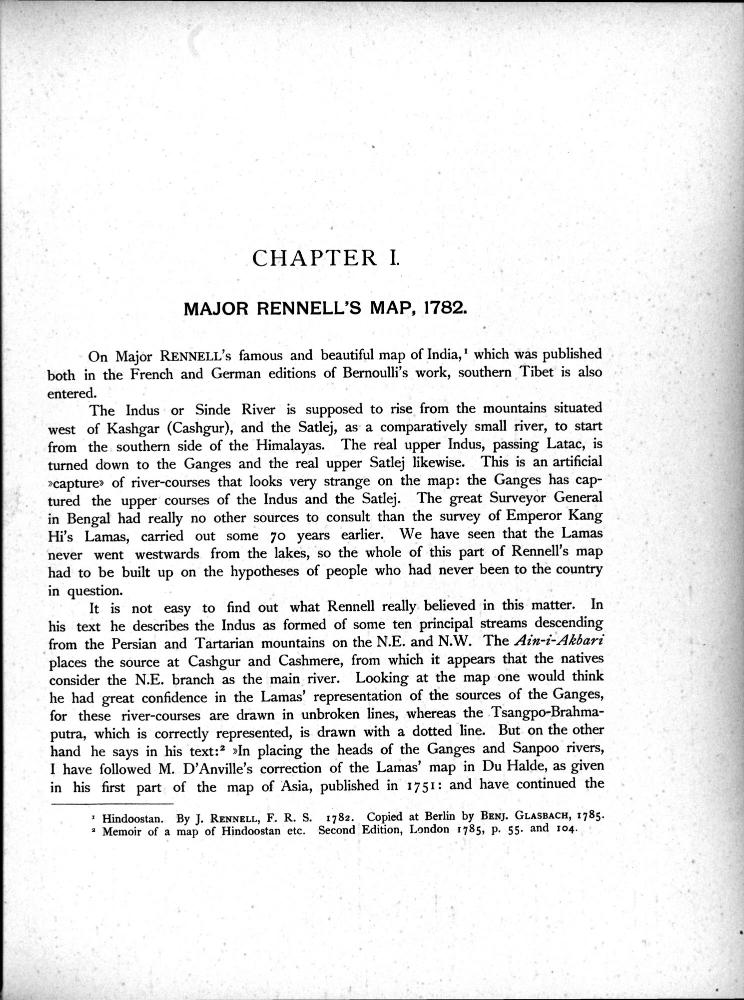 CHAPTER I.
MAJOR RENNELL'S MAP, 1782.
On Major RENNELL's famous and beautiful map of India,¹ which was published
both in the French and German editions of Bernoulli's work, southern Tibet is also
entered.
The Indus or Sinde River is supposed to rise from the mountains situated
west of Kashgar (Cashgur), and the Satlej, as a comparatively small river, to start
from the southern side of the Himalayas. The real upper Indus, passing Latac, is
turned down to the Ganges and the real upper Satlej likewise. This is an artificial
»capture» of river-courses that looks very strange on the map: the Ganges has cap-
tured the upper courses of the Indus and the Satlej. The great Surveyor General
in Bengal had really no other sources to consult than the survey of Emperor Kang
Hi's Lamas, carried out some 70 years earlier. We have seen that the Lamas
never went westwards from the lakes, so the whole of this part of Rennell's map
had to be built up on the hypotheses of people who had never been to the country
in question.
It is not easy to find out what Rennell really believed in this matter. In
his text he describes the Indus as formed of some ten principal streams descending
from the Persian and Tartarian mountains on the N.E. and N.W. The Ain-i-Akbari
places the source at Cashgur and Cashmere, from which it appears that the natives
consider the N.E. branch as the main river. Looking at the map one would think
he had great confidence in the Lamas' representation of the sources of the Ganges,
for these river-courses are drawn in unbroken lines, whereas the Tsangpo-Brahma-
putra, which is correctly represented, is drawn with a dotted line. But on the other
hand he says in his text:² »In placing the heads of the Ganges and Sanpoo rivers,
I have followed M. D'Anville's correction of the Lamas' map in Du Halde, as given
in his first part of the map of Asia, published in 1751: and have continued the
¹ Hindoostan. By J. RENNELL, F. R. S. 1782. Copied at Berlin by BENJ. GLASBACH, 1785.
² Memoir of a map of Hindoostan etc. Second Edition, London 1785, p. 55. and 104.